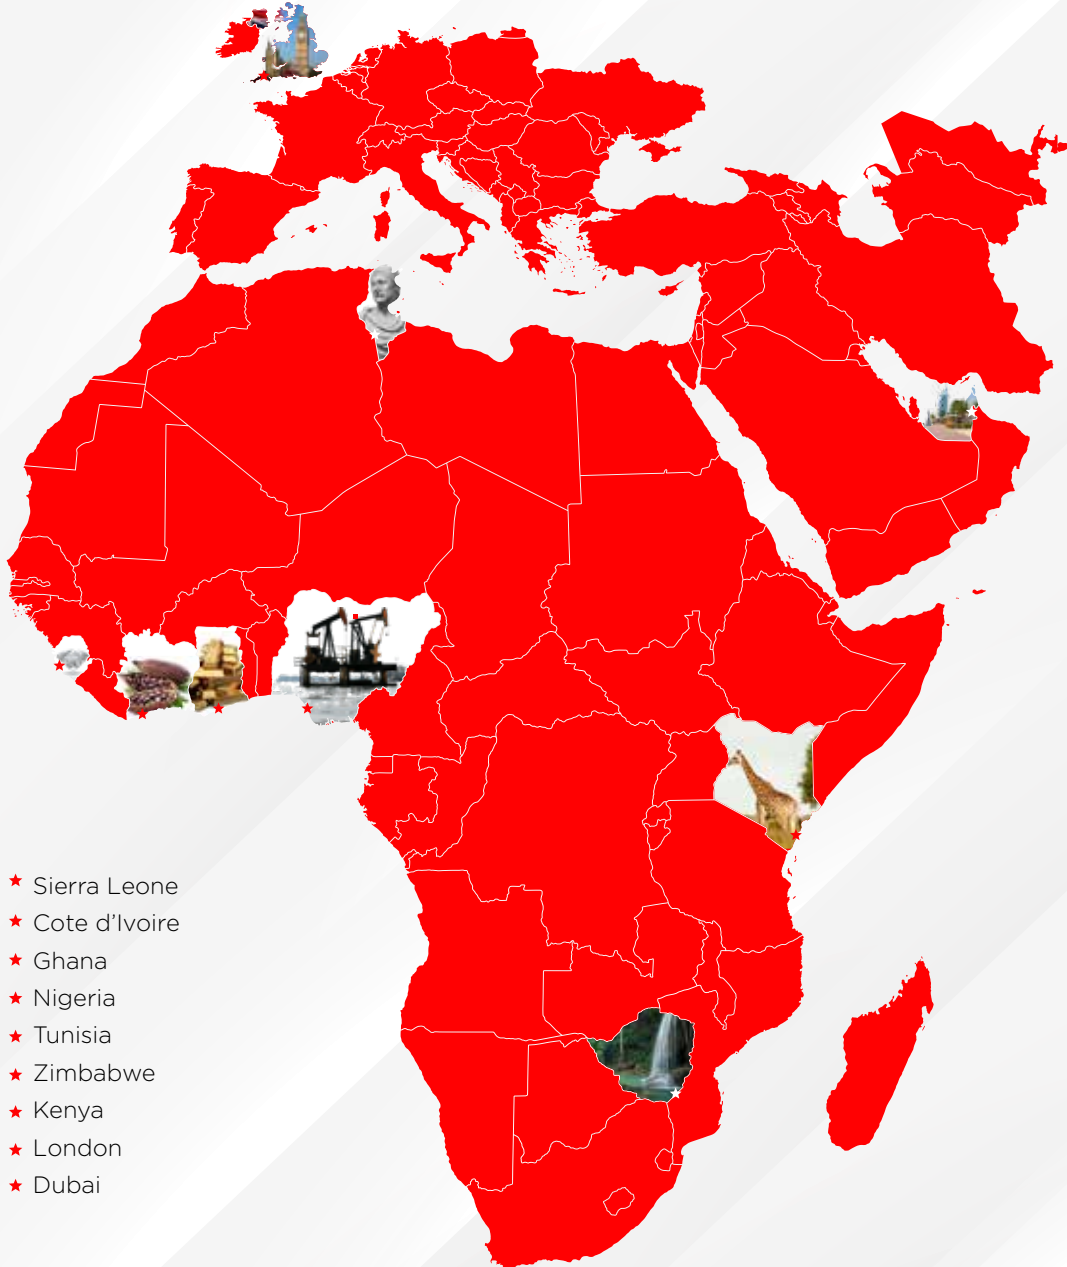 Sierra Leone
Cote d’Ivoire
Ghana
Nigeria
Tunisia
Zimbabwe
Kenya
London
Dubai